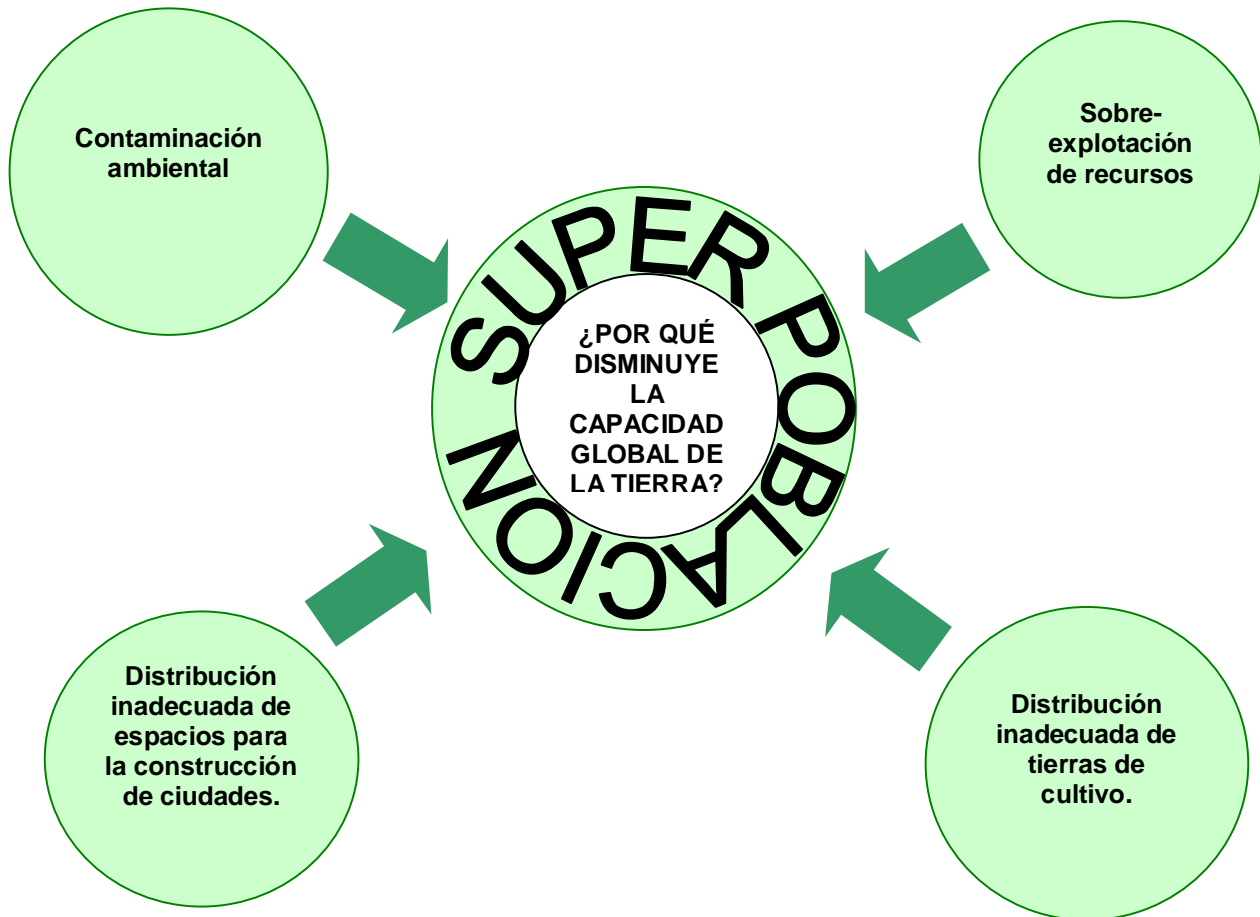 Contaminación
ambiental
Sobre-
explotación
de recursos
SUPER POBLACION
¿POR QUÉ
DISMINUYE
LA
CAPACIDAD
GLOBAL DE
LA TIERRA?
Distribución
inadecuada de
espacios para
la construcción
de ciudades.
Distribución
inadecuada de
tierras de
cultivo.